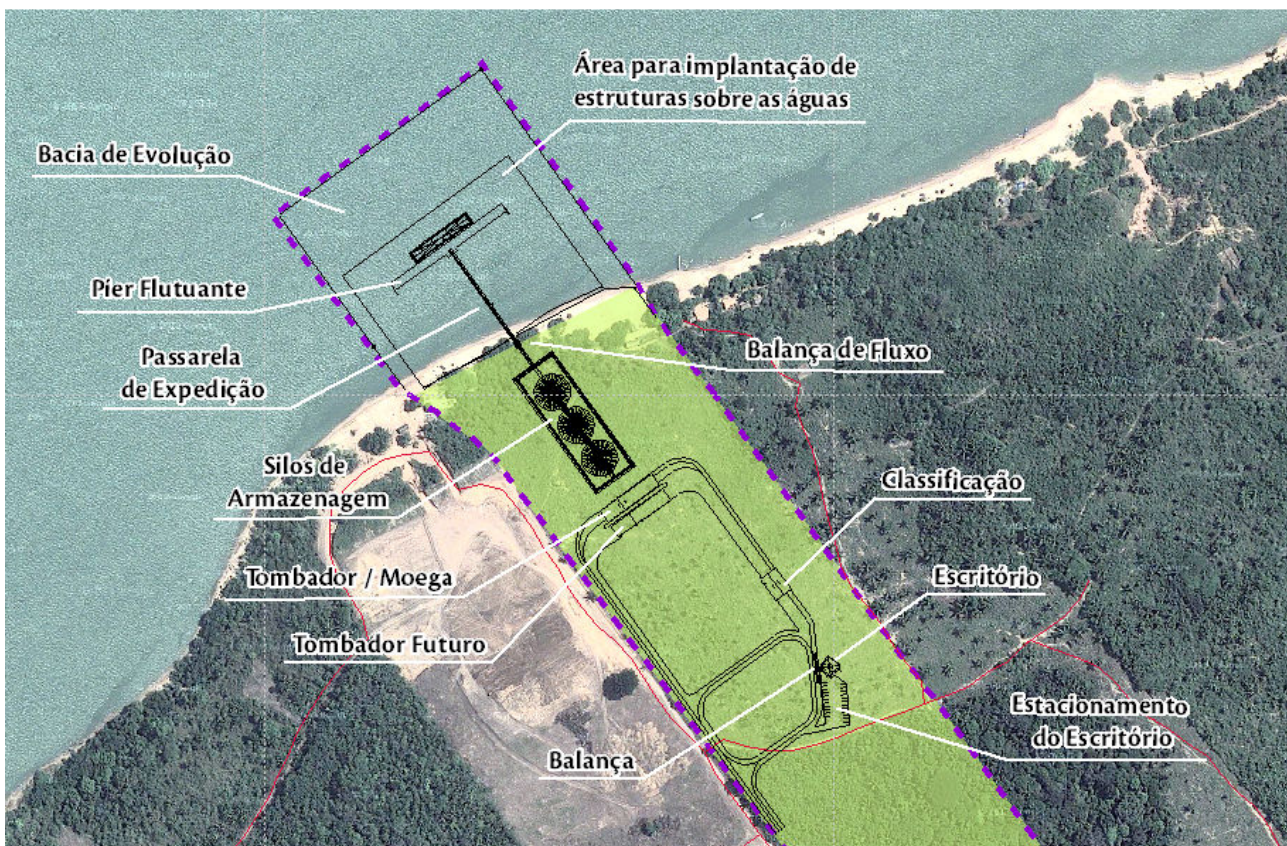 Área para implantação de
estruturas sobre as águas
Bacia de Evolução
Píer Flutuante
Passarela
de Expedição
Balança de Fluxo
Silos de
Armazenagem
Classificação
Tombador / Moega
Escritório
Tombador Futuro
Estacionamento
do Escritório
Balança